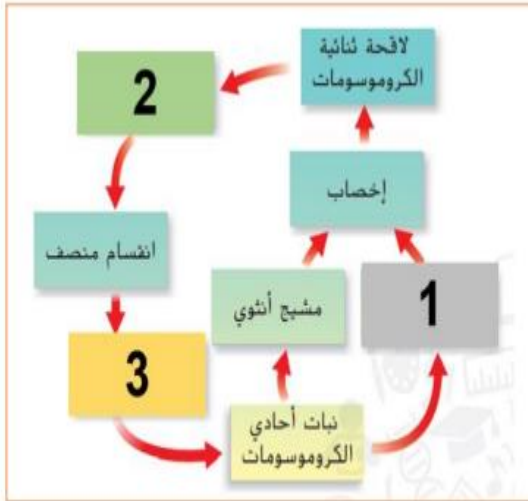 لاقحة ثنائية
الكروموسومات
2
إخصاب
انقسام منصف
مشيج أنثوي
1
3
نبات أحادي
الكروموسومات